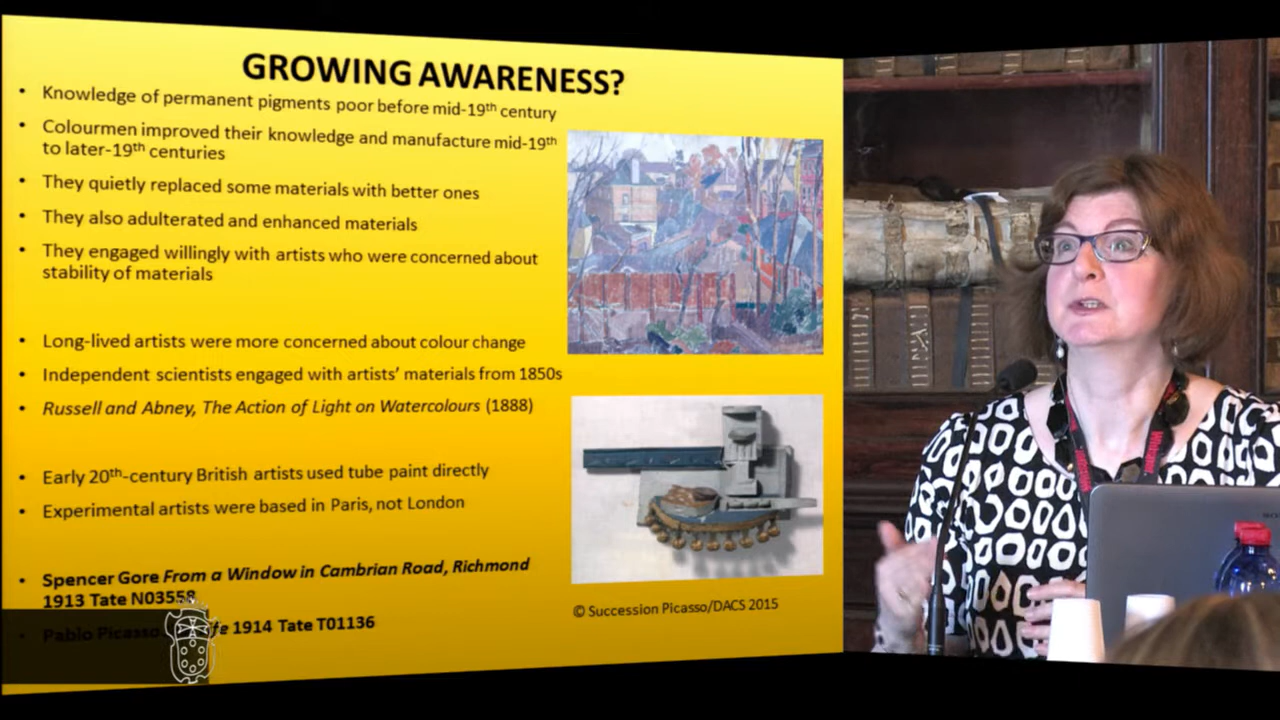 GROWING AWARENESS?
• Knowledge of permanent pigments poor before mid-19th century
• Colourmen improved their knowledge and manufacture mid-19th
to later-19th centuries
• They quietly replaced some materials with better ones
• They also adulterated and enhanced materials
• They engaged willingly with artists who were concerned about
stability of materials
• Long-lived artists were more concerned about colour change
• Independent scientists engaged with artists' materials from 1850s
• Russell and Abney, The Action of Light on Watercolours (1888)
• Early 20th-century British artists used tube paint directly
• Experimental artists were based in Paris, not London
• Spencer Gore From a Window in Cambrian Road, Richmond
1913 Tate N03558
• Pablo Picasso 1914 Tate T01136
© Succession Picasso/DACS 2015